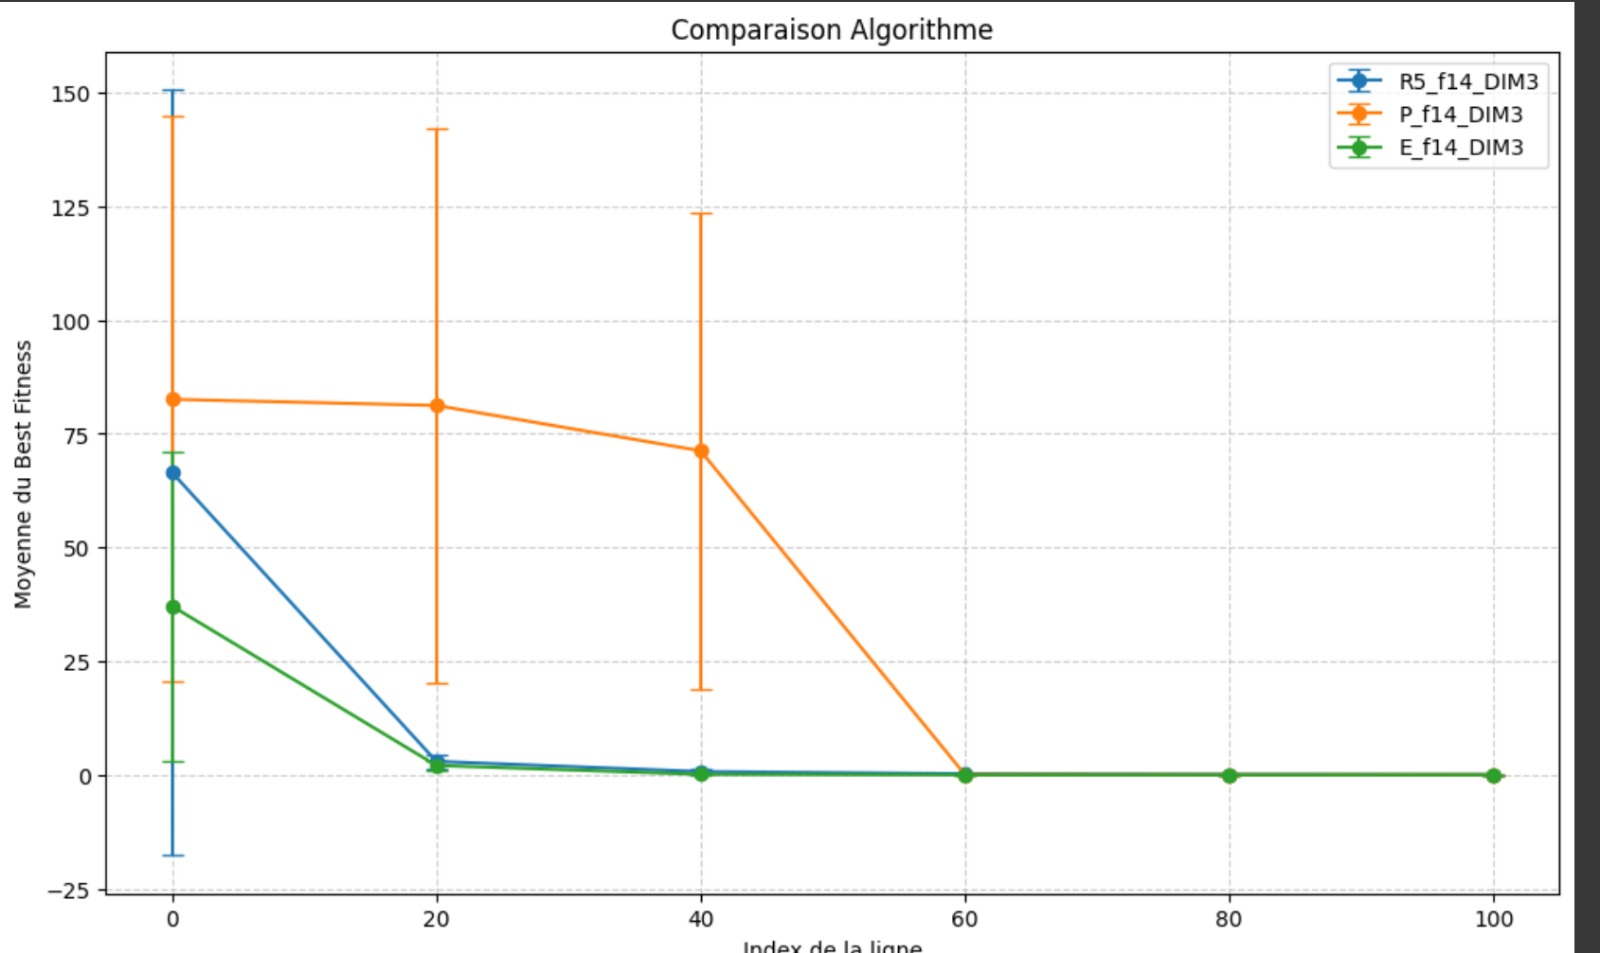 Comparaison Algorithme
R5_f14_DIM3
P_f14_DIM3
E_f14_DIM3
150
125
100
75
50
25
0
−25
Moyenne du Best Fitness
0 20 40 60 80 100
Index de la ligne